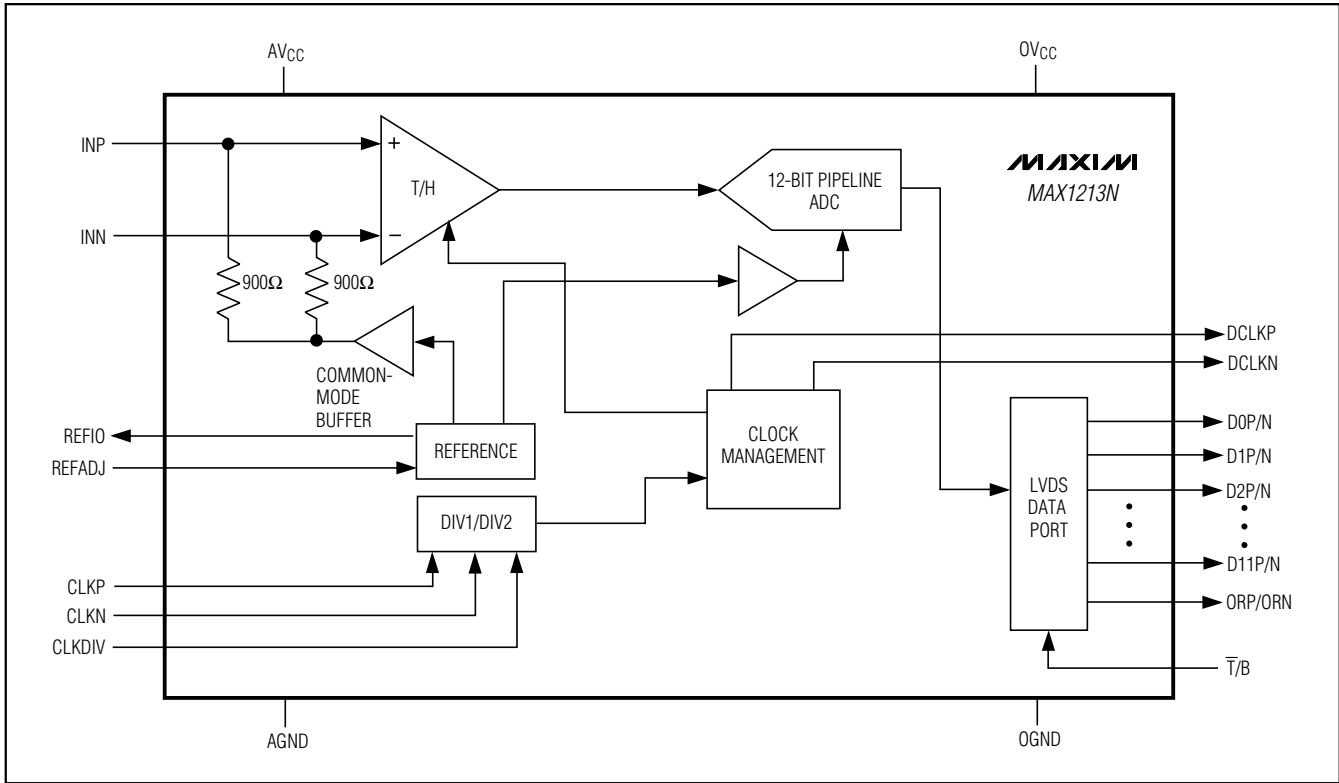 AVCC
OVCC
INP
+
T/H
12-BIT PIPELINE
ADC
MAXIM
MAX1213N
INN
−
900Ω
900Ω
COMMON-
MODE
BUFFER
DCLKP
DCLKN
REFIO
REFADJ
REFERENCE
CLOCK
MANAGEMENT
DIV1/DIV2
LVDS
DATA
PORT
D0P/N
D1P/N
D2P/N
D11P/N
ORP/ORN
CLKP
CLKN
CLKDIV
T̅/B
AGND
OGND